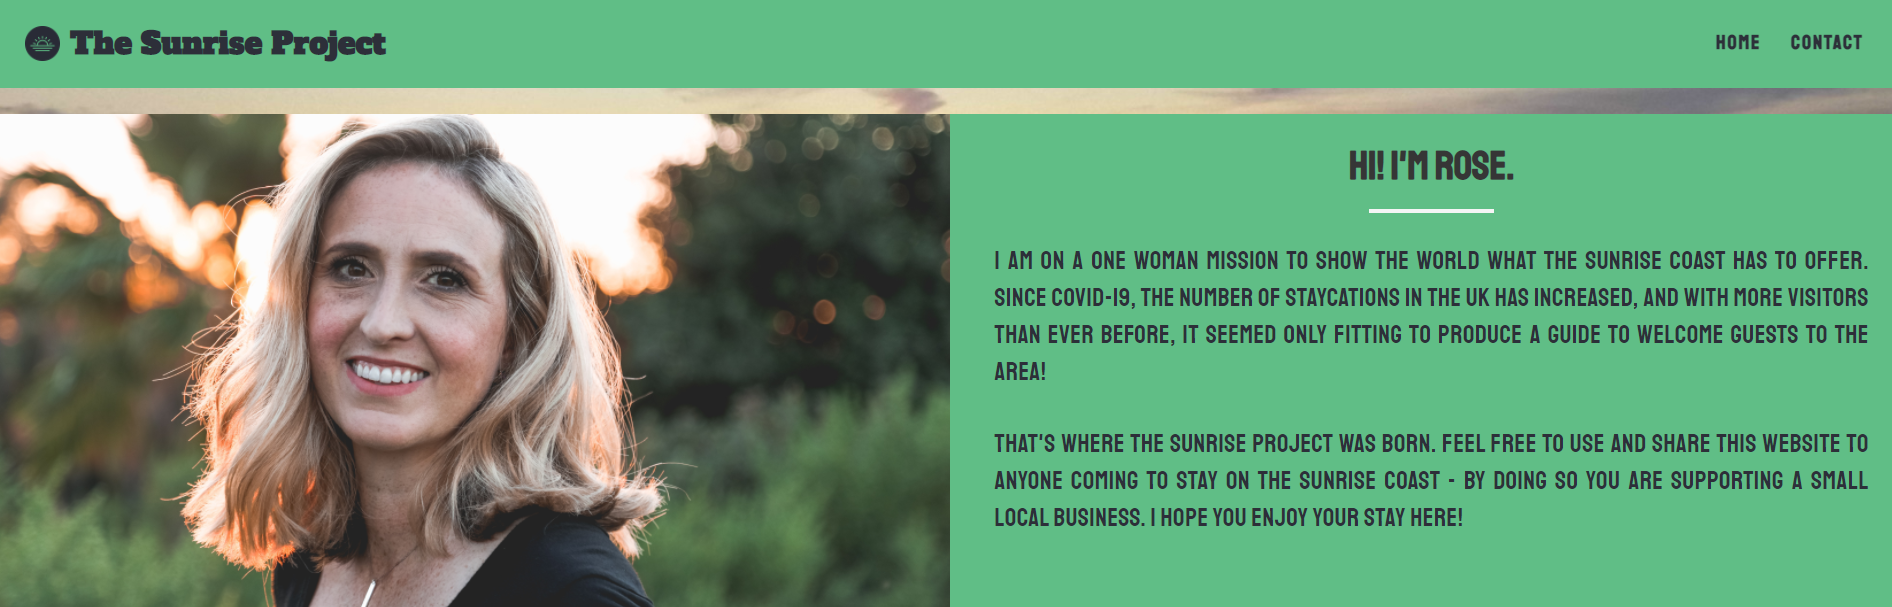 The Sunrise Project
HOME CONTACT
HI! I'M ROSE.
I AM ON A ONE WOMAN MISSION TO SHOW THE WORLD WHAT THE SUNRISE COAST HAS TO OFFER.
SINCE COVID-19, THE NUMBER OF STAYCATIONS IN THE UK HAS INCREASED, AND WITH MORE VISITORS
THAN EVER BEFORE, IT SEEMED ONLY FITTING TO PRODUCE A GUIDE TO WELCOME GUESTS TO THE
AREA!
THAT'S WHERE THE SUNRISE PROJECT WAS BORN. FEEL FREE TO USE AND SHARE THIS WEBSITE TO
ANYONE COMING TO STAY ON THE SUNRISE COAST - BY DOING SO YOU ARE SUPPORTING A SMALL
LOCAL BUSINESS. I HOPE YOU ENJOY YOUR STAY HERE!